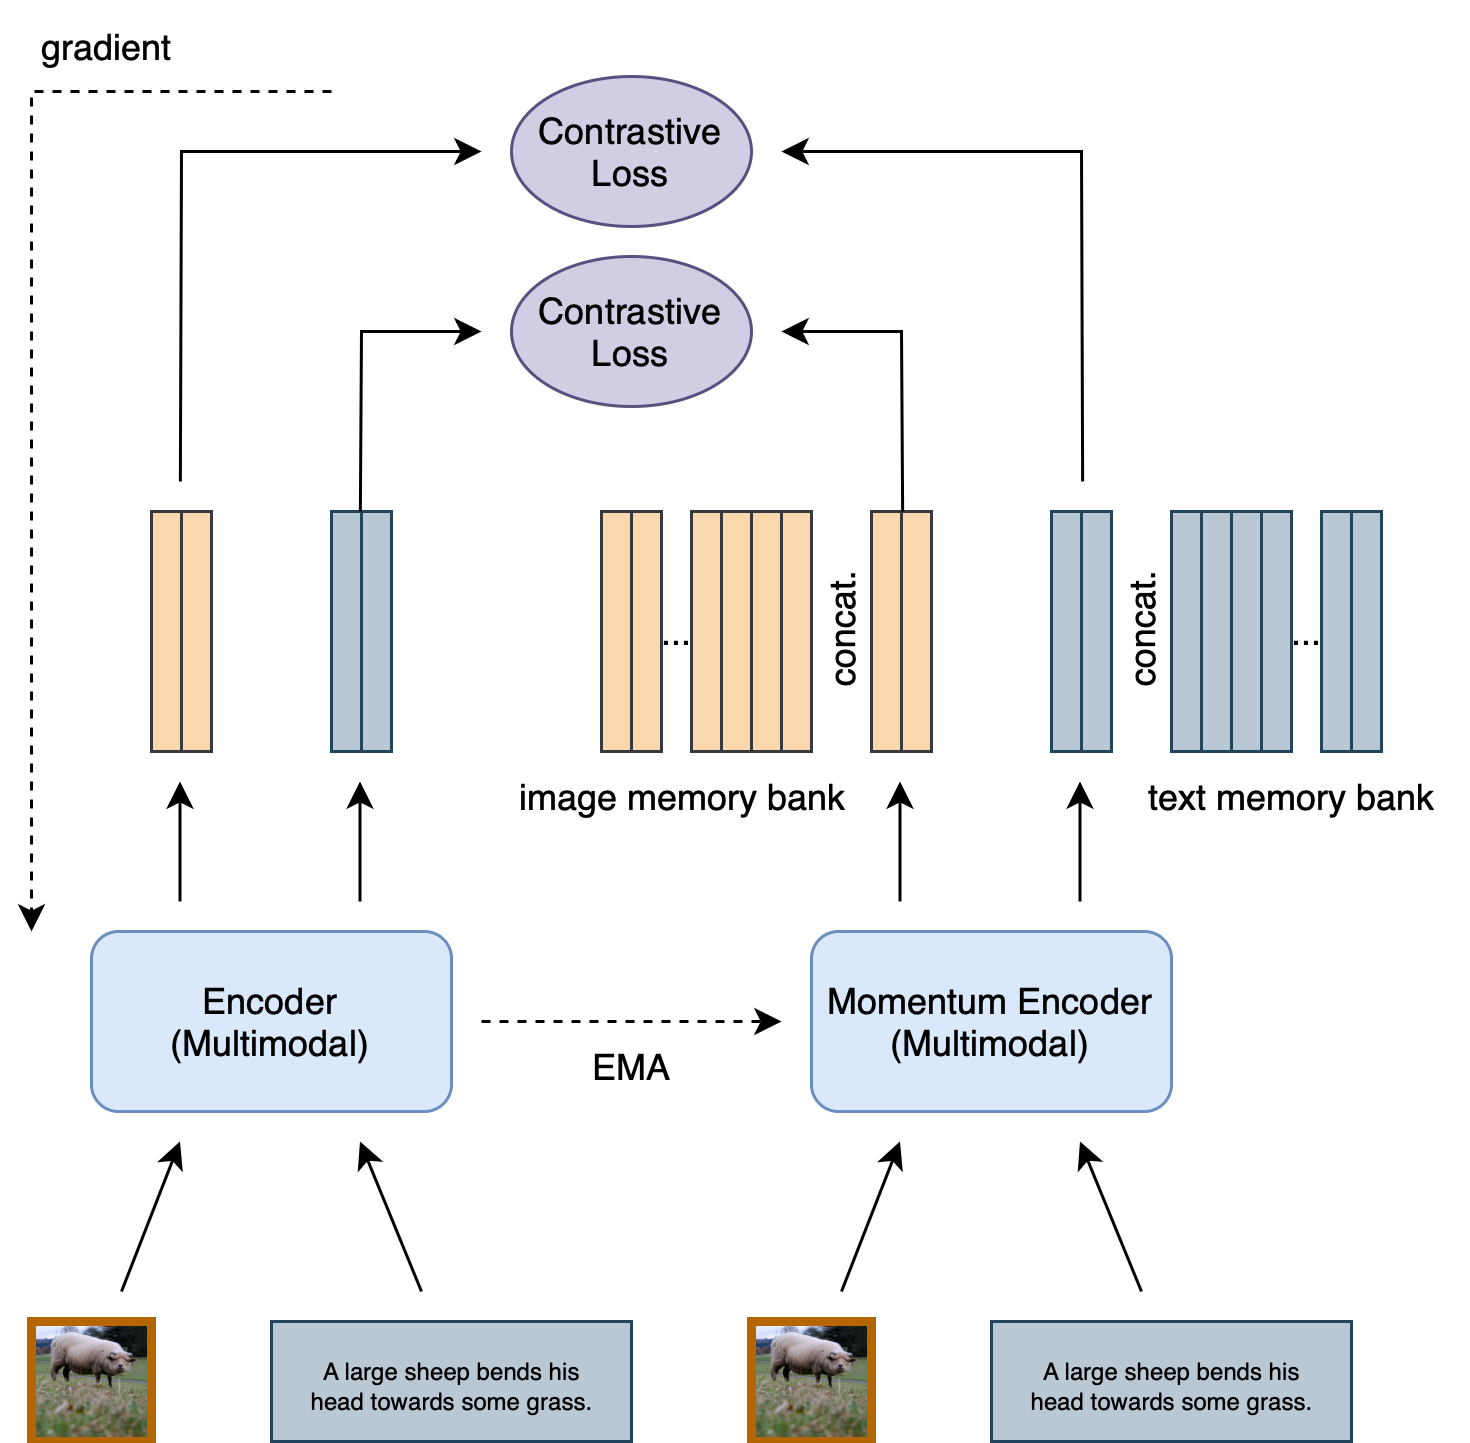 gradient
Contrastive
Loss
Contrastive
Loss
...
concat.
concat.
...
image memory bank
text memory bank
Encoder
(Multimodal)
EMA
Momentum Encoder
(Multimodal)
A large sheep bends his
head towards some grass.
A large sheep bends his
head towards some grass.